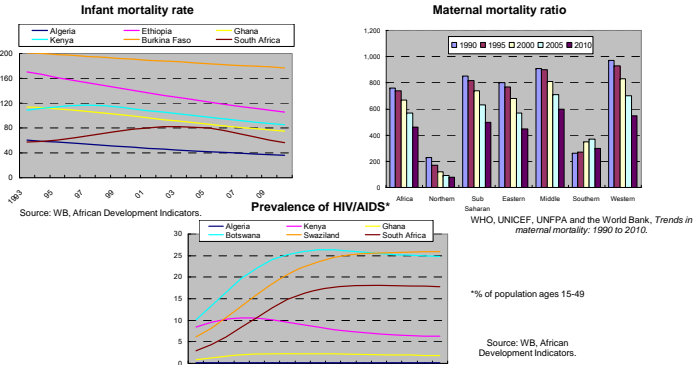 Infant mortality rate
Algeria Ethiopia Ghana
Kenya Burkina Faso South Africa
200
160
120
80
40
0
1993 95 97 99 01 03 05 07 09
Source: WB, African Development Indicators.
Maternal mortality ratio
1,200
1,000
800
600
400
200
0
1990 1995 2000 2005 2010
Africa Northern Sub Saharan Eastern Middle Southern Western
WHO, UNICEF, UNFPA and the World Bank, Trends in
maternal mortality: 1990 to 2010.
Prevalence of HIV/AIDS*
Algeria Kenya Ghana
Botswana Swaziland South Africa
30
25
20
15
10
5
0
*% of population ages 15-49
Source: WB, African
Development Indicators.